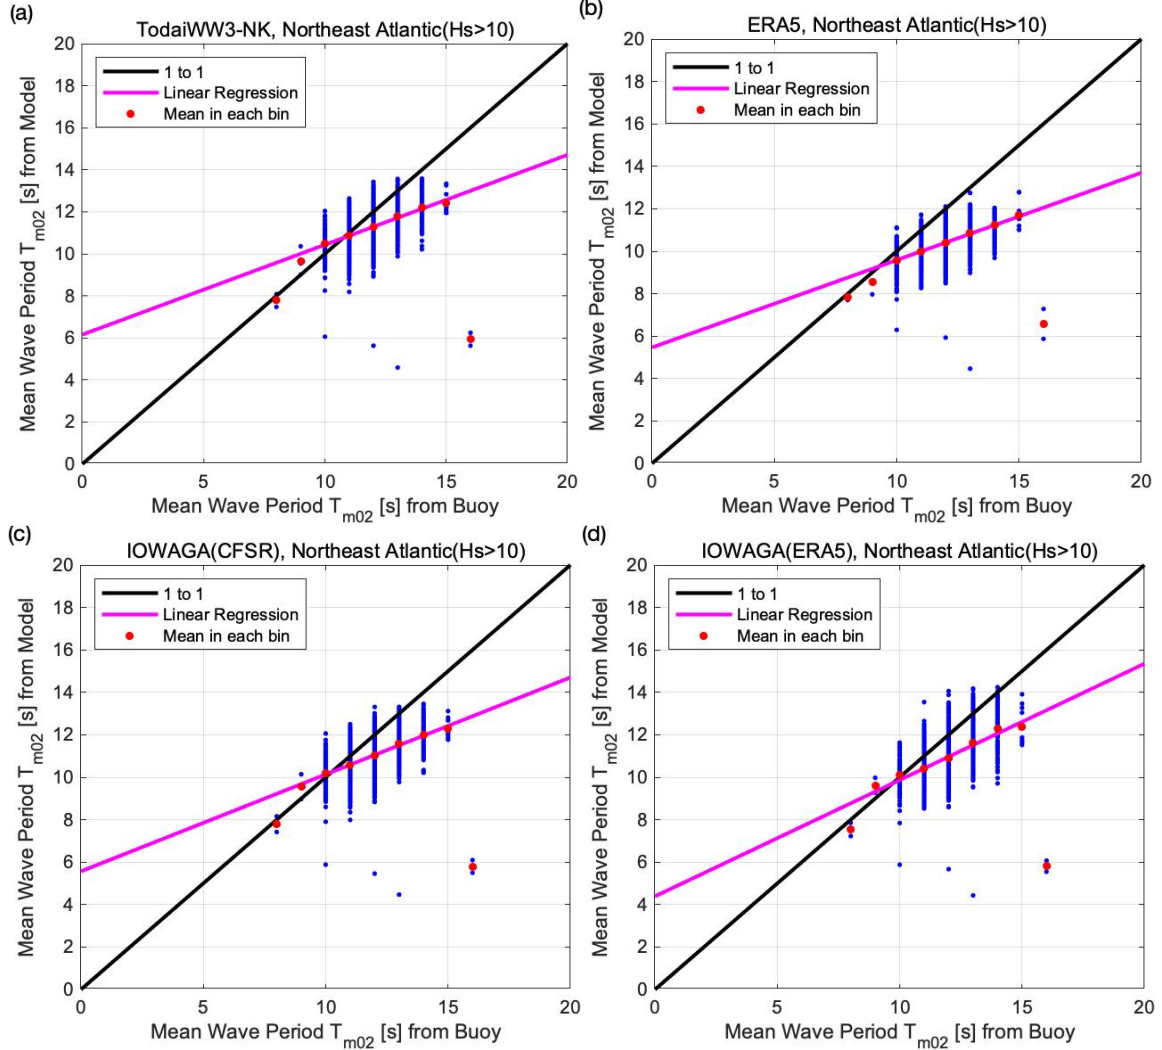 (a)
TodaiWW3-NK, Northeast Atlantic(Hs>10)
20
18
16
14
12
10
8
6
4
2
0
1 to 1
Linear Regression
Mean in each bin
Mean Wave Period Tm02 [s] from Model
0 5 10 15 20
Mean Wave Period Tm02 [s] from Buoy
(b)
ERA5, Northeast Atlantic(Hs>10)
20
18
16
14
12
10
8
6
4
2
0
1 to 1
Linear Regression
Mean in each bin
Mean Wave Period Tm02 [s] from Model
0 5 10 15 20
Mean Wave Period Tm02 [s] from Buoy
(c)
IOWAGA(CFSR), Northeast Atlantic(Hs>10)
20
18
16
14
12
10
8
6
4
2
0
1 to 1
Linear Regression
Mean in each bin
Mean Wave Period Tm02 [s] from Model
0 5 10 15 20
Mean Wave Period Tm02 [s] from Buoy
(d)
IOWAGA(ERA5), Northeast Atlantic(Hs>10)
20
18
16
14
12
10
8
6
4
2
0
1 to 1
Linear Regression
Mean in each bin
Mean Wave Period Tm02 [s] from Model
0 5 10 15 20
Mean Wave Period Tm02 [s] from Buoy